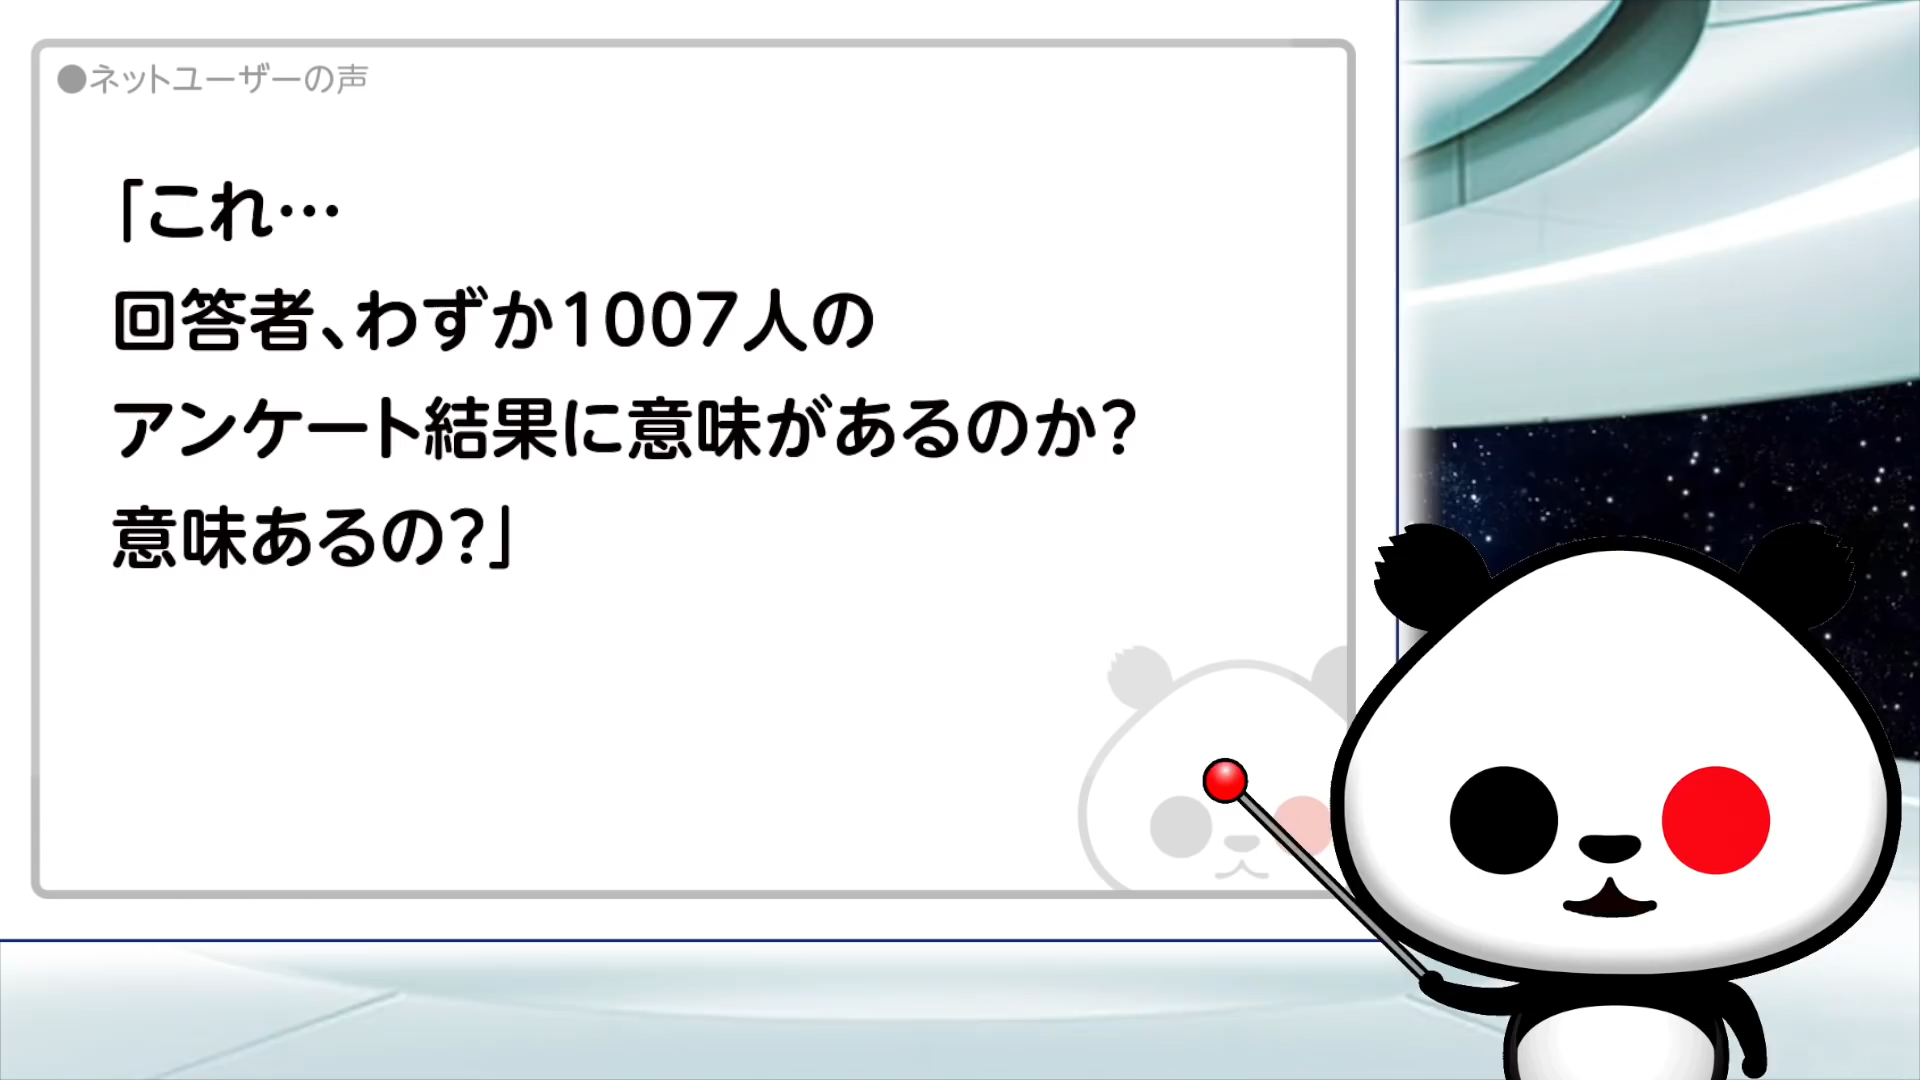 ●ネットユーザーの声
「これ…
回答者、わずか1007人の
アンケート結果に意味があるのか？
意味あるの？」